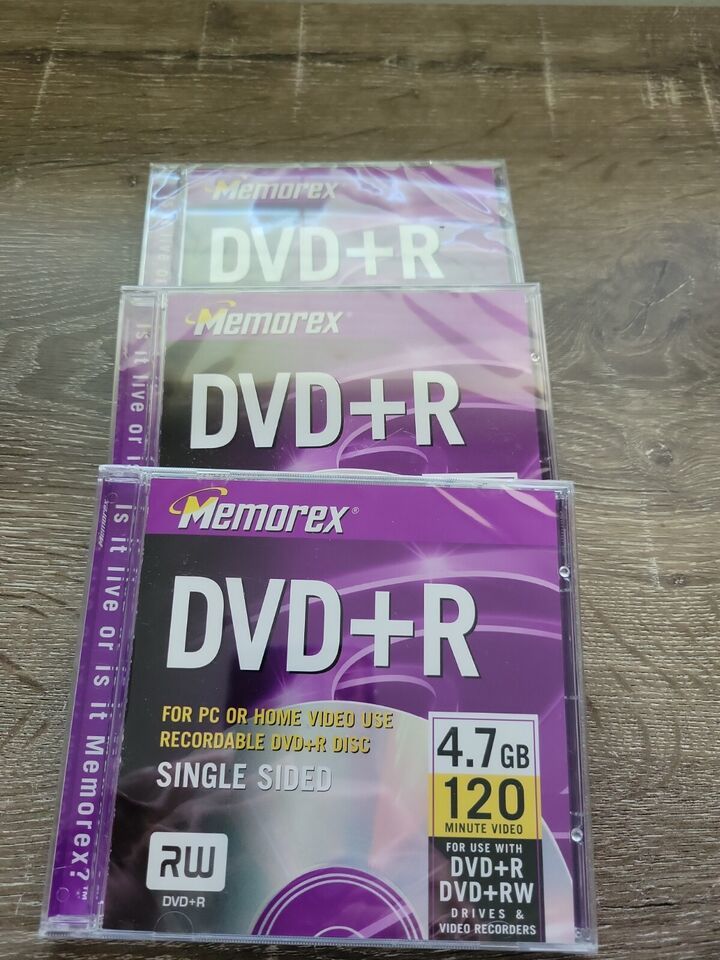 Memorex
DVD+R
Memorex
DVD+R
Is it live or i
Memorex®
DVD+R
FOR PC OR HOME VIDEO USE
RECORDABLE DVD+R DISC
SINGLE SIDED
RW
DVD+R
4.7GB
120
MINUTE VIDEO
FOR USE WITH
DVD+R
DVD+RW
DRIVES &
VIDEO RECORDERS
Is it live or is it Memorex?™